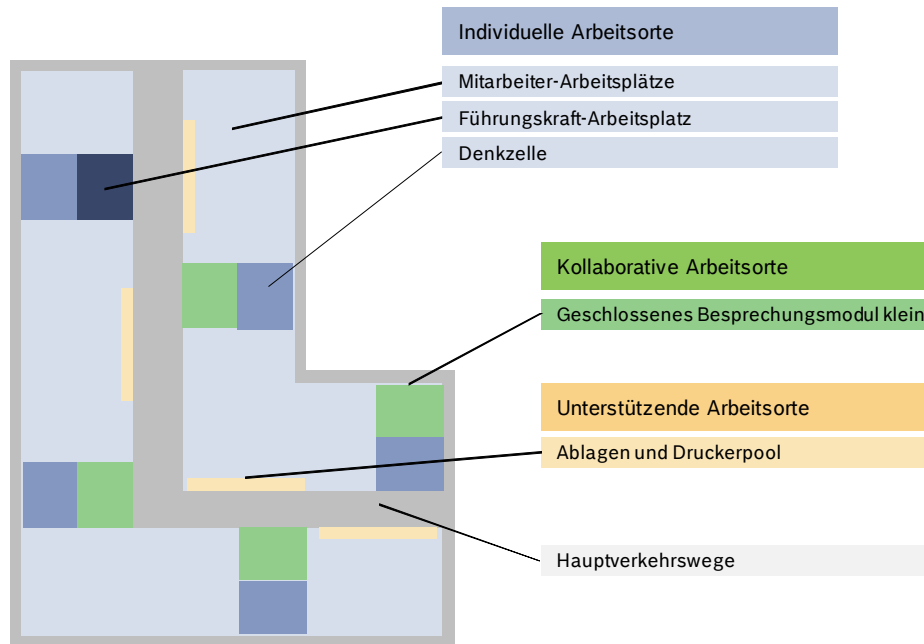 Individuelle Arbeitsorte
Mitarbeiter-Arbeitsplätze
Führungskraft-Arbeitsplatz
Denkzelle
Kollaborative Arbeitsorte
Geschlossenes Besprechungsmodul klein
Unterstützende Arbeitsorte
Ablagen und Druckerpool
Hauptverkehrswege